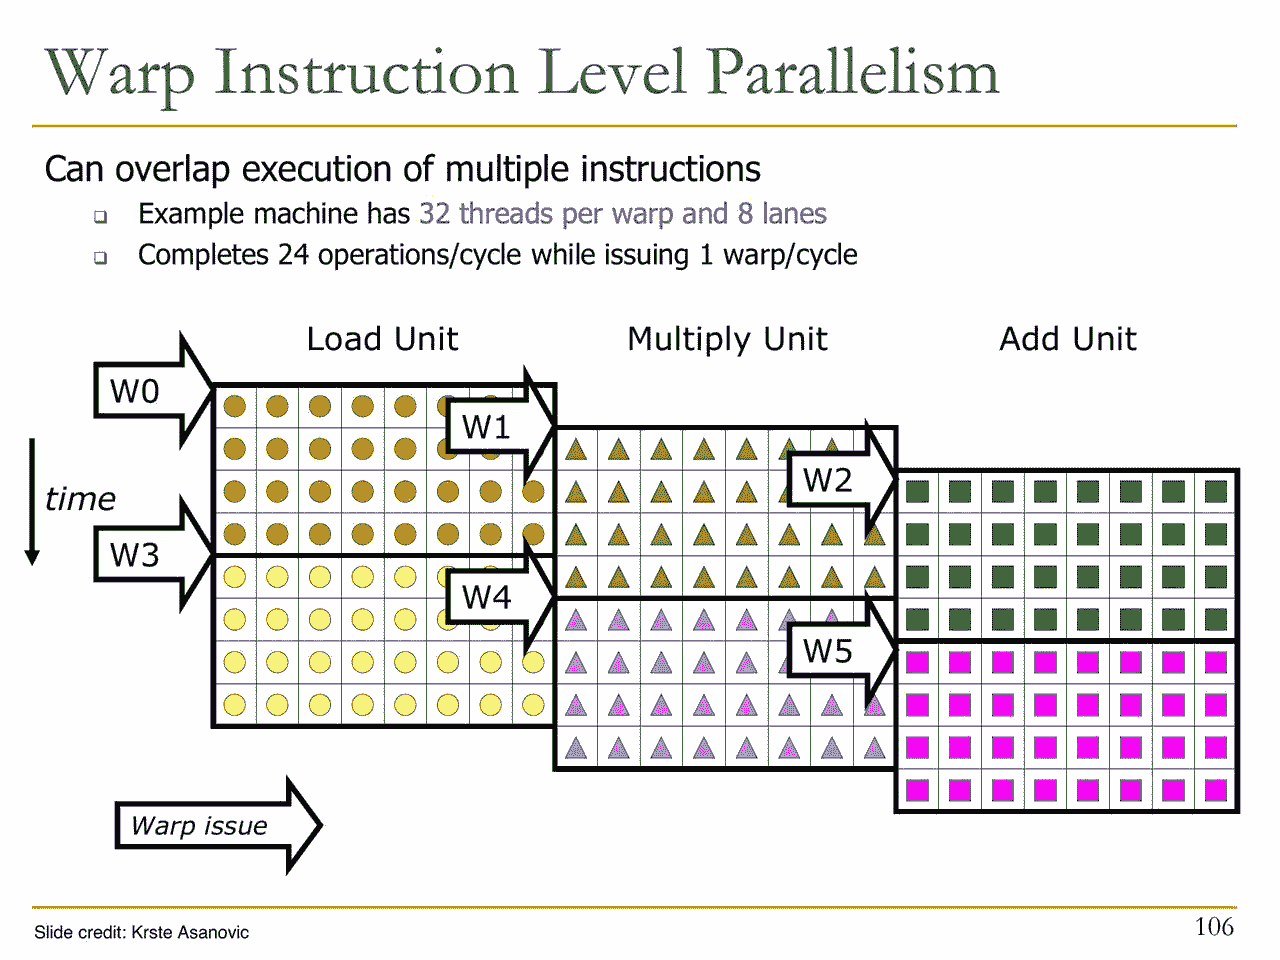 Warp Instruction Level Parallelism
Can overlap execution of multiple instructions
Example machine has 32 threads per warp and 8 lanes
Completes 24 operations/cycle while issuing 1 warp/cycle
Load Unit
Multiply Unit
Add Unit
W0
W1
W2
time
W3
W4
W5
Warp issue
Slide credit: Krste Asanovic
106